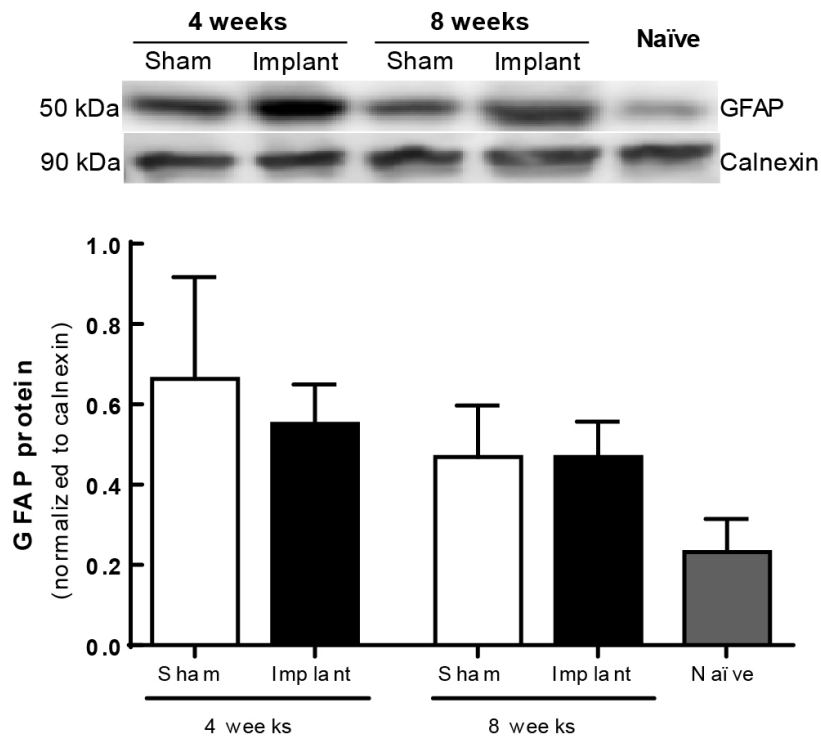 4 weeks 8 weeks Naïve
Sham Implant Sham Implant
50 kDa GFAP
90 kDa Calnexin
GFAP protein
(normalized to calnexin)
1.0
0.8
0.6
0.4
0.2
0.0
Sham Implant Sham Implant Naïve
4 weeks 8 weeks